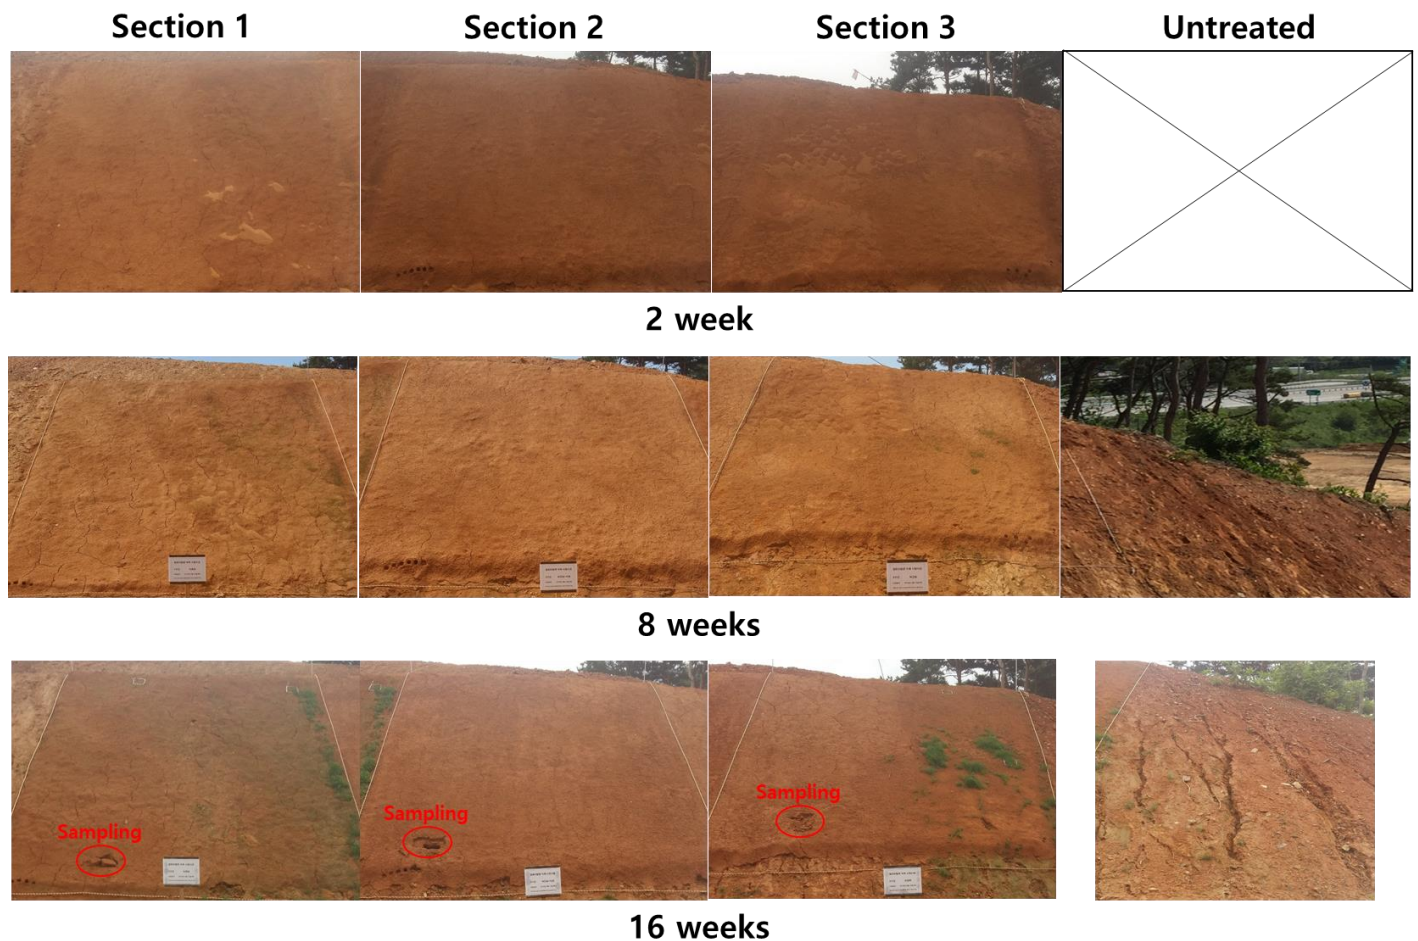 Section 1
Section 2
Section 3
Untreated
2 week
8 weeks
Sampling
Sampling
Sampling
16 weeks